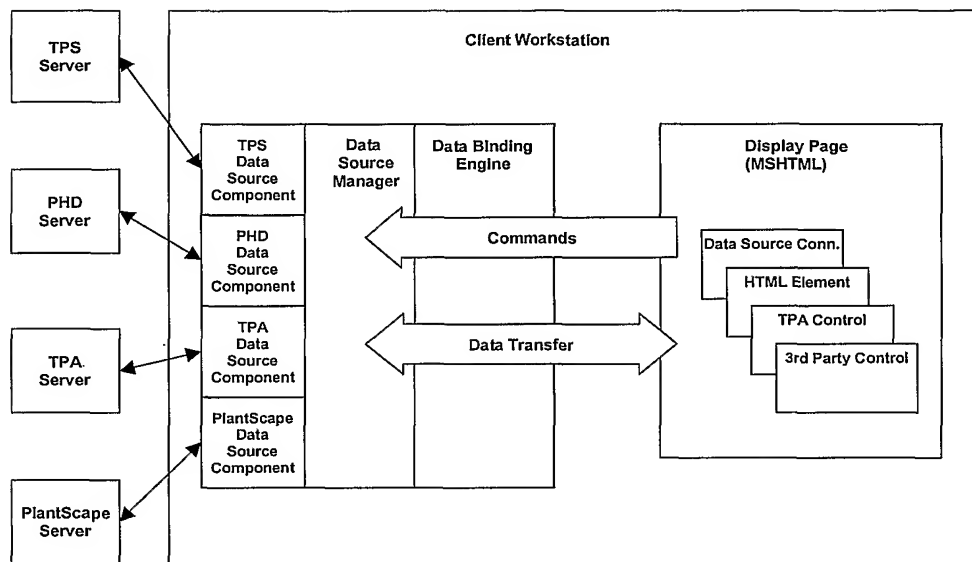 TPS
Server
PHD
Server
TPA.
Server
PlantScape
Server
Client Workstation
TPS
Data
Source
Component
PHD
Data
Source
Component
TPA
Data
Source
Component
PlantScape
Data
Source
Component
Data
Source
Manager
Data Binding
Engine
Commands
Data Transfer
Display Page
(MSHTML)
Data Source Conn.
HTML Element
TPA Control
3rd Party Control